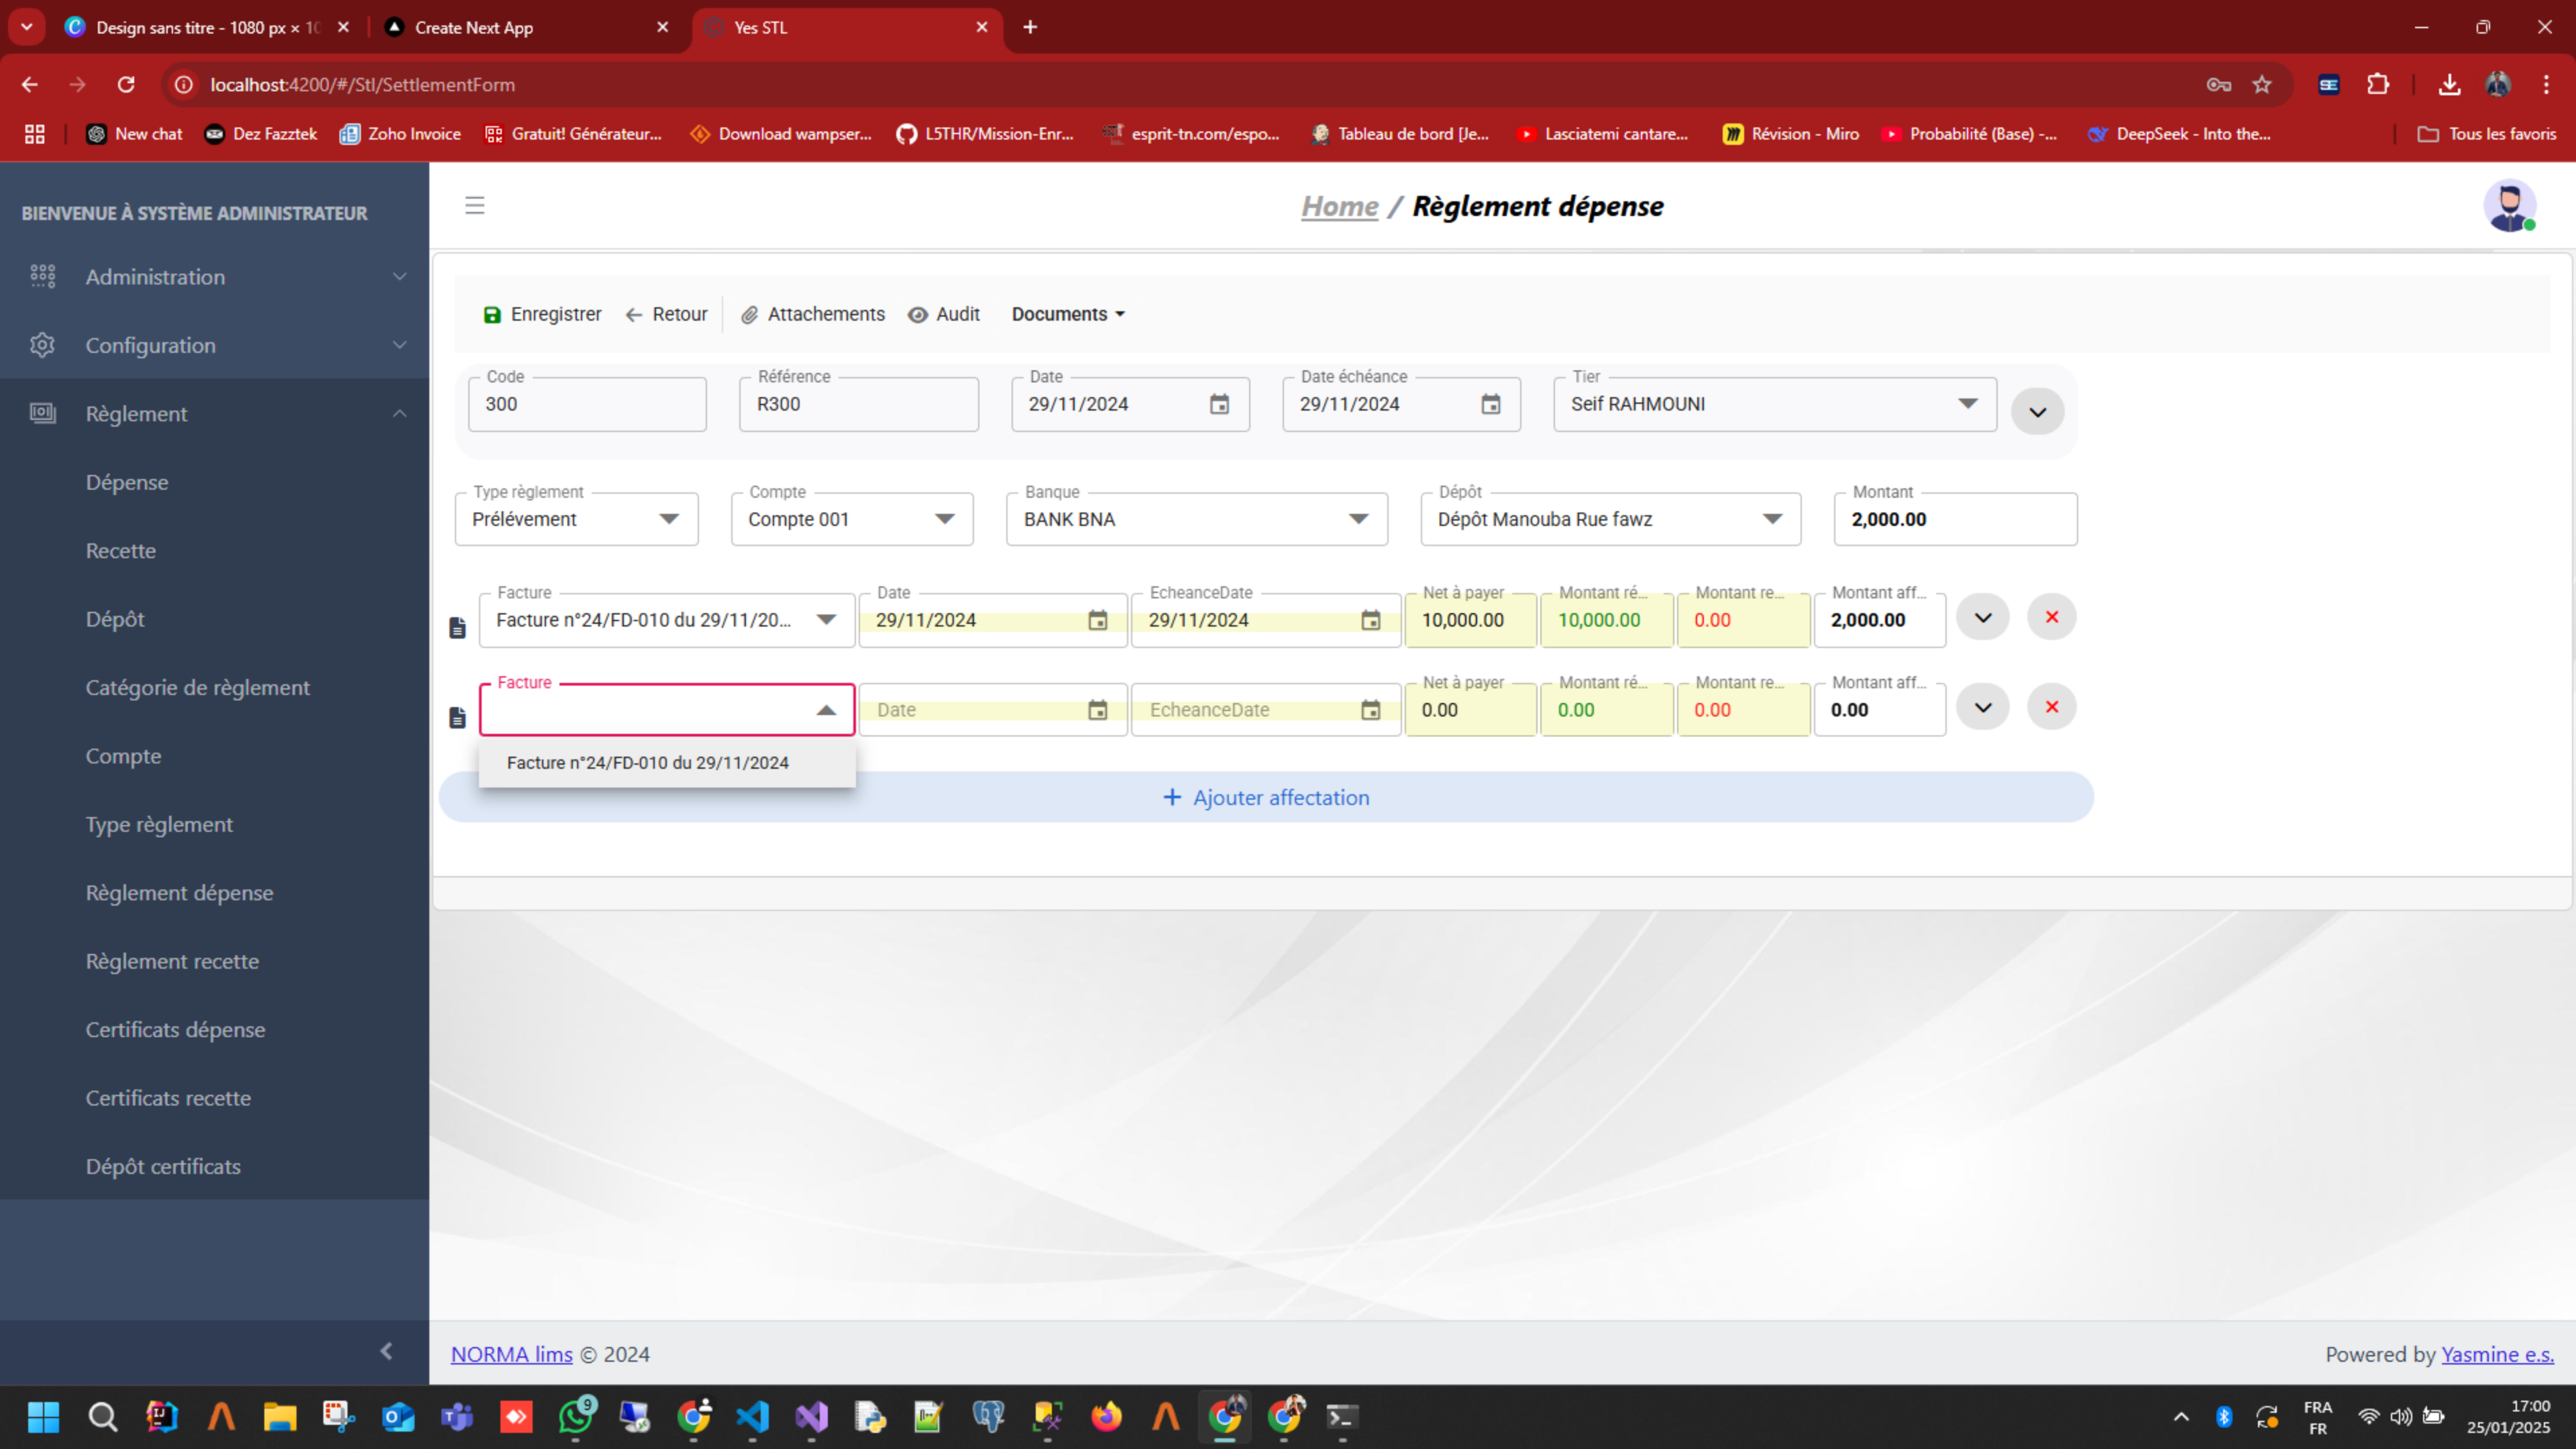 Design sans titre - 1080 px × 10
Create Next App
Yes STL
localhost:4200/#/Stl/SettlementForm
New chat
Dez Fazztek
Zoho Invoice
Gratuit! Générateur...
Download wampser...
L5THR/Mission-Enr...
esprit-tn.com/espo...
Tableau de bord [Je...
Lasciatemi cantare...
Révision - Miro
Probabilité (Base) -...
DeepSeek - Into the...
Tous les favoris
BIENVENUE À SYSTÈME ADMINISTRATEUR
Administration
Configuration
Règlement
Dépense
Recette
Dépôt
Catégorie de règlement
Compte
Type règlement
Règlement dépense
Règlement recette
Certificats dépense
Certificats recette
Dépôt certificats
Home / Règlement dépense
Enregistrer
Retour
Attachements
Audit
Documents
Code
300
Référence
R300
Date
29/11/2024
Date échéance
29/11/2024
Tier
Seif RAHMOUNI
Type règlement
Prélévement
Compte
Compte 001
Banque
BANK BNA
Dépôt
Dépôt Manouba Rue fawz
Montant
2,000.00
Facture
Facture n°24/FD-010 du 29/11/20...
Date
29/11/2024
EcheanceDate
29/11/2024
Net à payer
10,000.00
Montant ré...
10,000.00
Montant re...
0.00
Montant aff...
2,000.00
Facture
Date
EcheanceDate
Net à payer
0.00
Montant ré...
0.00
Montant re...
0.00
Montant aff...
0.00
Facture n°24/FD-010 du 29/11/2024
+ Ajouter affectation
NORMA lims © 2024
Powered by Yasmine e.s.
9
FRA
FR
17:00
25/01/2025